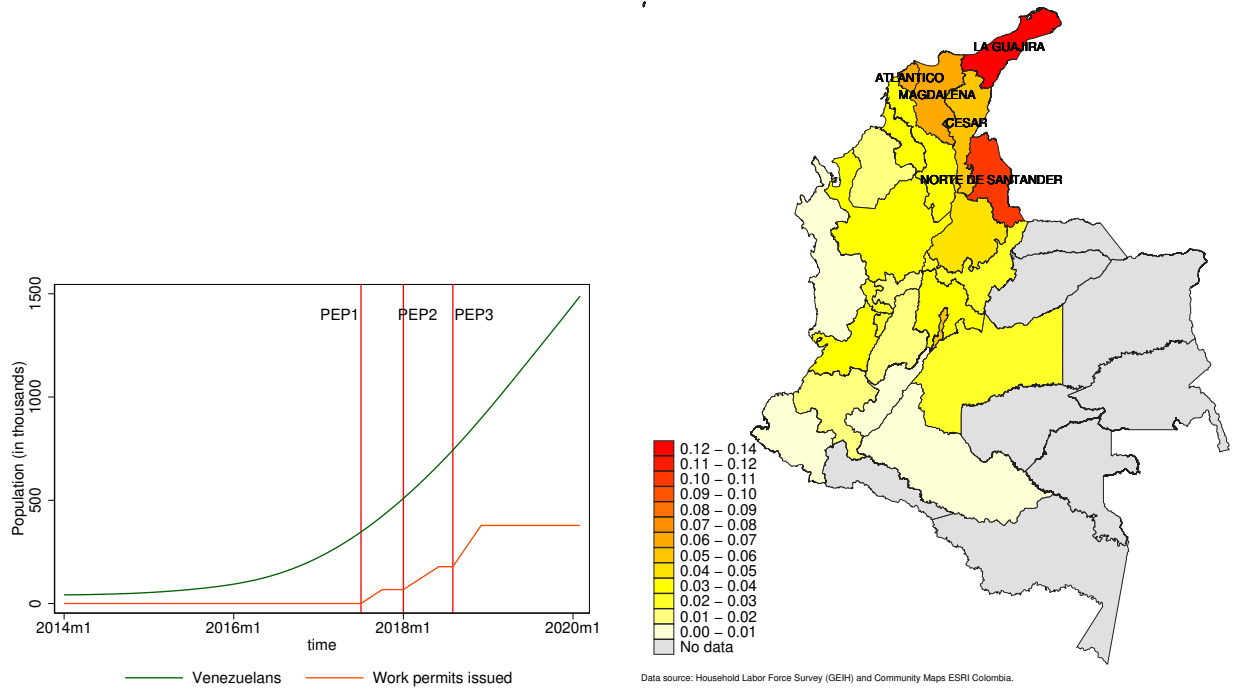 PEP1
PEP2
PEP3
1500
1000
500
0
Population (in thousands)
2014m1
2016m1
2018m1
2020m1
time
Venezuelans
Work permits issued
LA GUAJIRA
ATLANTICO
MAGDALENA
CESAR
NORTE DE SANTANDER
0.12 – 0.14
0.11 – 0.12
0.10 – 0.11
0.09 – 0.10
0.08 – 0.09
0.07 – 0.08
0.06 – 0.07
0.05 – 0.06
0.04 – 0.05
0.03 – 0.04
0.02 – 0.03
0.01 – 0.02
0.00 – 0.01
No data
Data source: Household Labor Force Survey (GEIH) and Community Maps ESRI Colombia.